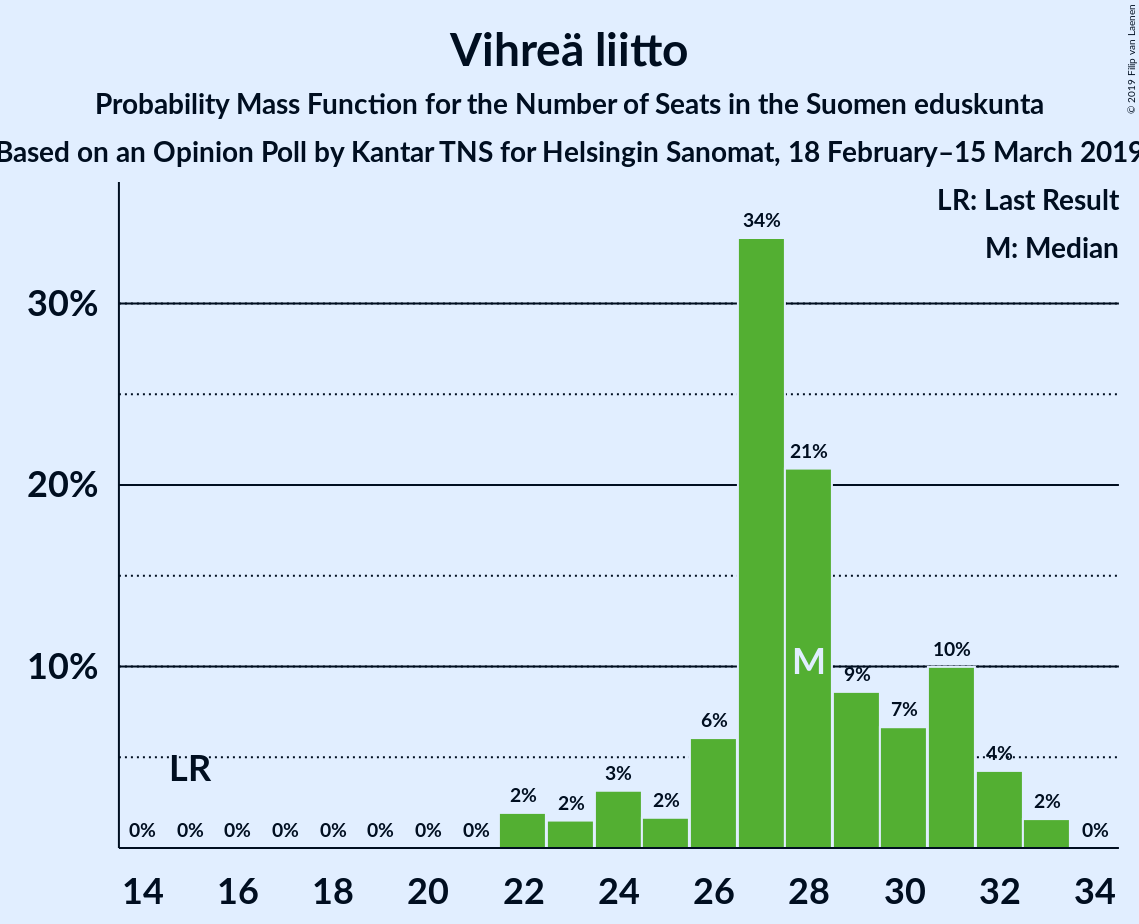 Vihreä liitto
Probability Mass Function for the Number of Seats in the Suomen eduskunta
Based on an Opinion Poll by Kantar TNS for Helsingin Sanomat, 18 February–15 March 2019
© 2019 Filip van Laenen
LR: Last Result
M: Median
34%
30%
21%
20%
10%
M
10%
9%
7%
6%
LR
4%
3%
2%
2%
2%
2%
0% 0% 0% 0% 0% 0% 0% 0% 0%
14 16 18 20 22 24 26 28 30 32 34